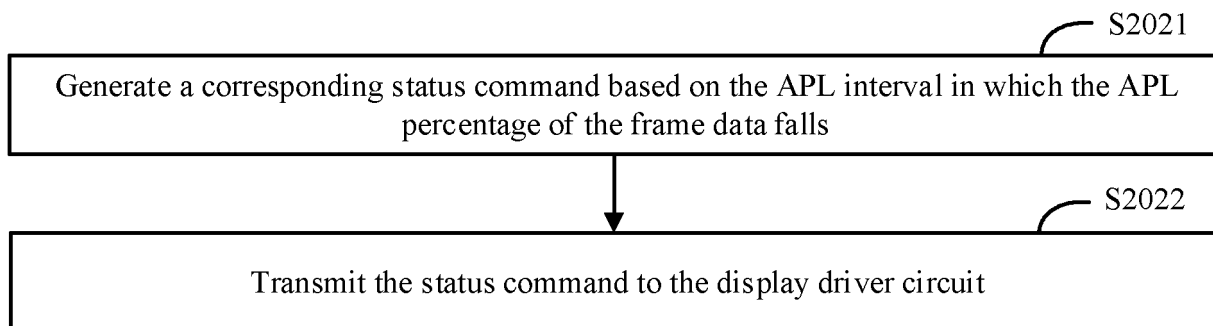 S2021
Generate a corresponding status command based on the APL interval in which the APL
percentage of the frame data falls
S2022
Transmit the status command to the display driver circuit